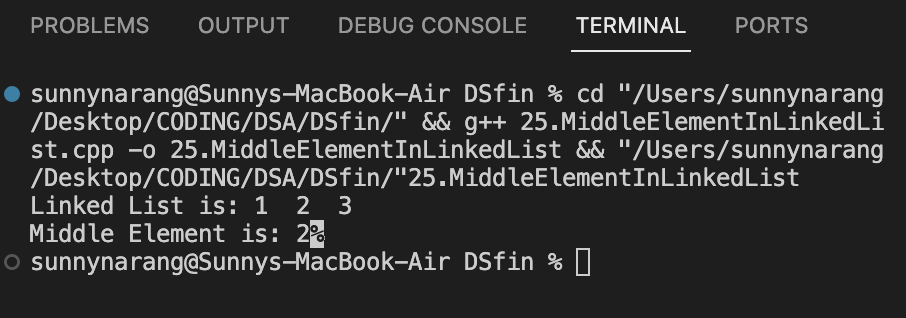 PROBLEMS OUTPUT DEBUG CONSOLE TERMINAL PORTS
sunnynarang@Sunnys-MacBook-Air DSfin % cd "/Users/sunnynarang
/Desktop/CODING/DSA/DSfin/" && g++ 25.MiddleElementInLinkedLi
st.cpp -o 25.MiddleElementInLinkedList && "/Users/sunnynarang
/Desktop/CODING/DSA/DSfin/"25.MiddleElementInLinkedList
Linked List is: 1  2  3
Middle Element is: 2%
sunnynarang@Sunnys-MacBook-Air DSfin %